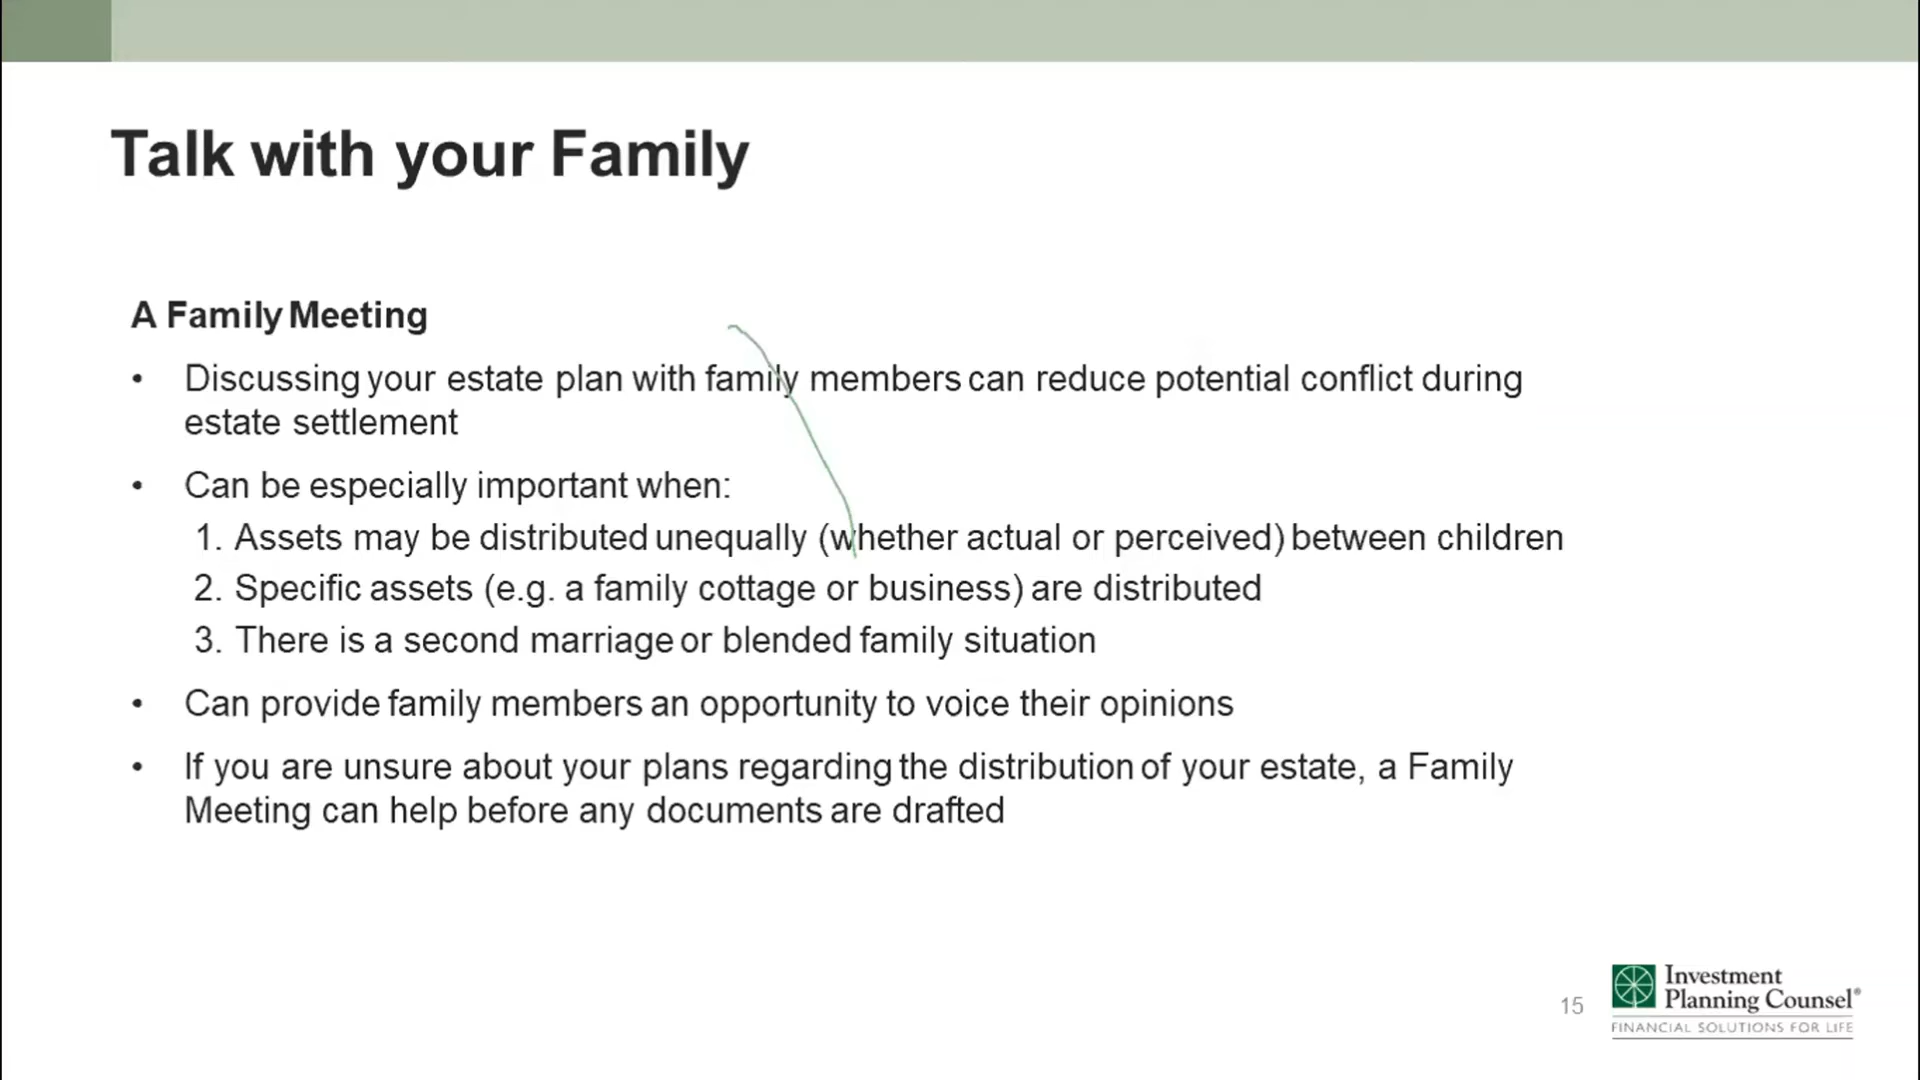 Talk with your Family
A Family Meeting
• Discussing your estate plan with family members can reduce potential conflict during
estate settlement
• Can be especially important when:
1. Assets may be distributed unequally (whether actual or perceived) between children
2. Specific assets (e.g. a family cottage or business) are distributed
3. There is a second marriage or blended family situation
• Can provide family members an opportunity to voice their opinions
• If you are unsure about your plans regarding the distribution of your estate, a Family
Meeting can help before any documents are drafted
15
Investment
Planning Counsel®
FINANCIAL SOLUTIONS FOR LIFE